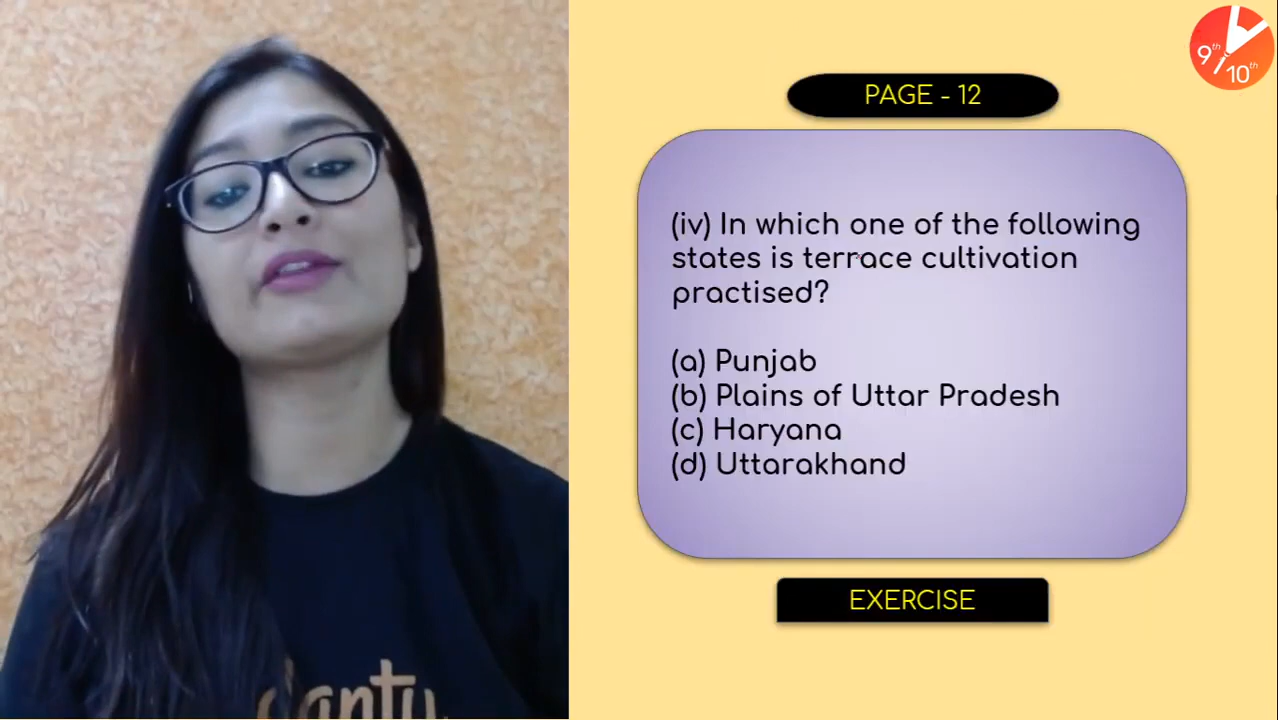 9th
10th
PAGE - 12
(iv) In which one of the following
states is terrace cultivation
practised?
(a) Punjab
(b) Plains of Uttar Pradesh
(c) Haryana
(d) Uttarakhand
EXERCISE